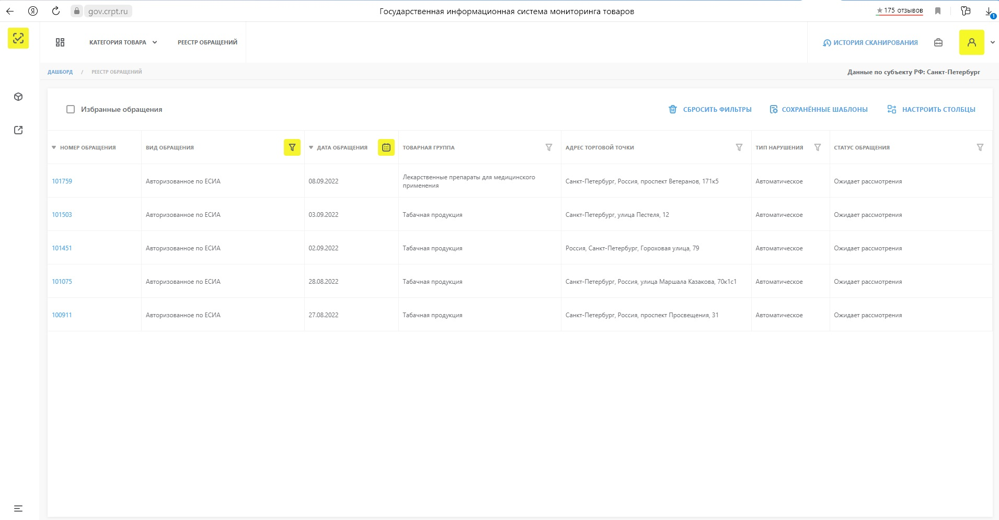 Я
gov.crpt.ru
Государственная информационная система мониторинга товаров
★ 175 отзывов
1
КАТЕГОРИЯ ТОВАРА
РЕЕСТР ОБРАЩЕНИЙ
ИСТОРИЯ СКАНИРОВАНИЯ
ДАШБОРД / РЕЕСТР ОБРАЩЕНИЙ
Данные по субъекту РФ: Санкт-Петербург
Избранные обращения
СБРОСИТЬ ФИЛЬТРЫ
СОХРАНЁННЫЕ ШАБЛОНЫ
НАСТРОИТЬ СТОЛБЦЫ
НОМЕР ОБРАЩЕНИЯ ВИД ОБРАЩЕНИЯ ДАТА ОБРАЩЕНИЯ ТОВАРНАЯ ГРУППА АДРЕС ТОРГОВОЙ ТОЧКИ ТИП НАРУШЕНИЯ СТАТУС ОБРАЩЕНИЯ
101759 Авторизованное по ЕСИА 08.09.2022 Лекарственные препараты для медицинского
применения Санкт-Петербург, Россия, проспект Ветеранов, 171к5 Автоматическое Ожидает рассмотрения
101503 Авторизованное по ЕСИА 03.09.2022 Табачная продукция Санкт-Петербург, улица Пестеля, 12 Автоматическое Ожидает рассмотрения
101451 Авторизованное по ЕСИА 02.09.2022 Табачная продукция Россия, Санкт-Петербург, Гороховая улица, 79 Автоматическое Ожидает рассмотрения
101075 Авторизованное по ЕСИА 28.08.2022 Табачная продукция Санкт-Петербург, Россия, улица Маршала Казакова, 70к1с1 Автоматическое Ожидает рассмотрения
100911 Авторизованное по ЕСИА 27.08.2022 Табачная продукция Санкт-Петербург, Россия, проспект Просвещения, 31 Автоматическое Ожидает рассмотрения